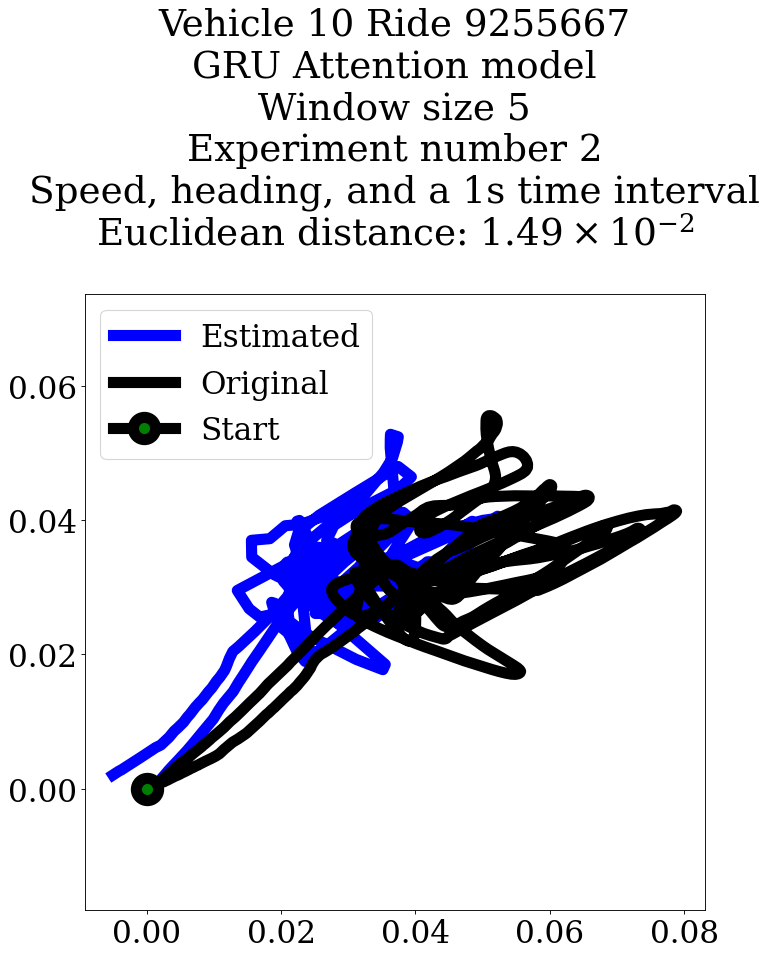 Vehicle 10 Ride 9255667
GRU Attention model
Window size 5
Experiment number 2
Speed, heading, and a 1s time interval
Euclidean distance: 1.49 × 10⁻²
Estimated
Original
Start
0.06
0.04
0.02
0.00
0.00 0.02 0.04 0.06 0.08